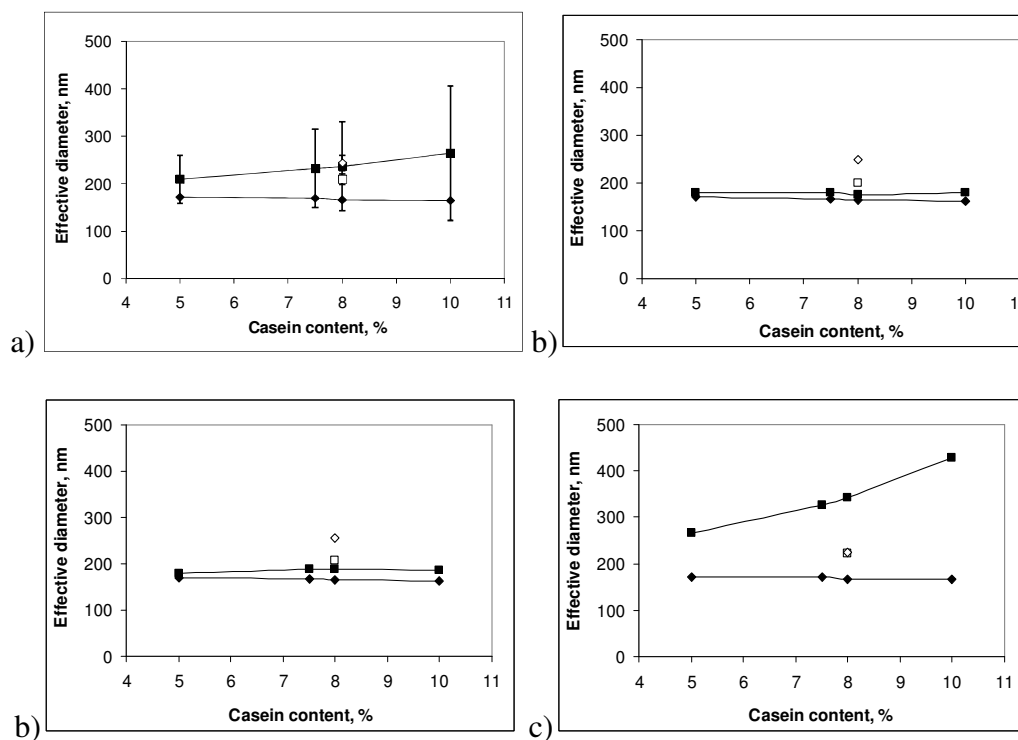 500
400
300
200
100
0
Effective diameter, nm
4 5 6 7 8 9 10 11
Casein content, %
a)
500
400
300
200
100
0
Effective diameter, nm
4 5 6 7 8 9 10 1
Casein content, %
b)
500
400
300
200
100
0
Effective diameter, nm
4 5 6 7 8 9 10 11
Casein content, %
b)
500
400
300
200
100
0
Effective diameter, nm
4 5 6 7 8 9 10 11
Casein content, %
c)